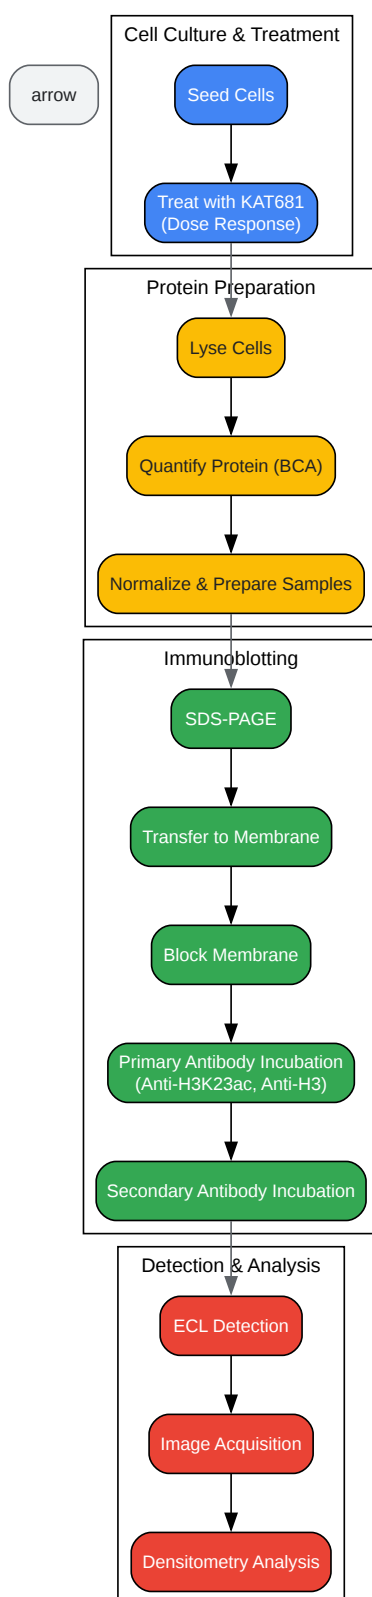 Cell Culture & Treatment
arrow
Seed Cells
Treat with KAT681
(Dose Response)
Protein Preparation
Lyse Cells
Quantify Protein (BCA)
Normalize & Prepare Samples
Immunoblotting
SDS-PAGE
Transfer to Membrane
Block Membrane
Primary Antibody Incubation
(Anti-H3K23ac, Anti-H3)
Secondary Antibody Incubation
Detection & Analysis
ECL Detection
Image Acquisition
Densitometry Analysis